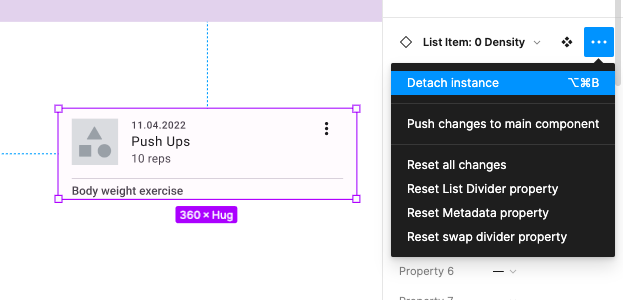 List Item: 0 Density
Detach instance ⌥⌘B
Push changes to main component
Reset all changes
Reset List Divider property
Reset Metadata property
Reset swap divider property
Property 6 —
11.04.2022
Push Ups
10 reps
Body weight exercise
360 × Hug